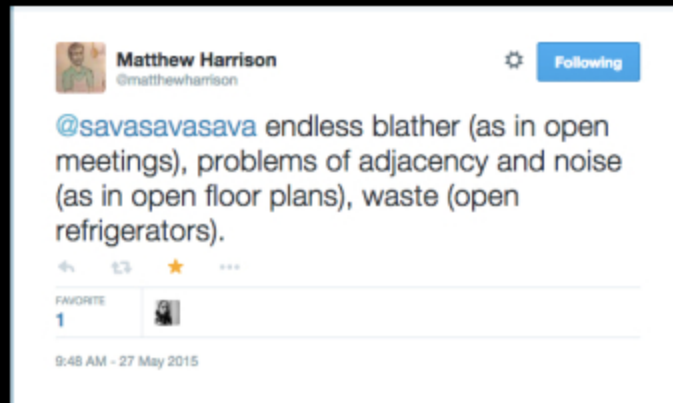 Matthew Harrison
@matthewharrison
Following
@savasavasava endless blather (as in open
meetings), problems of adjacency and noise
(as in open floor plans), waste (open
refrigerators).
FAVORITE
1
9:48 AM - 27 May 2015